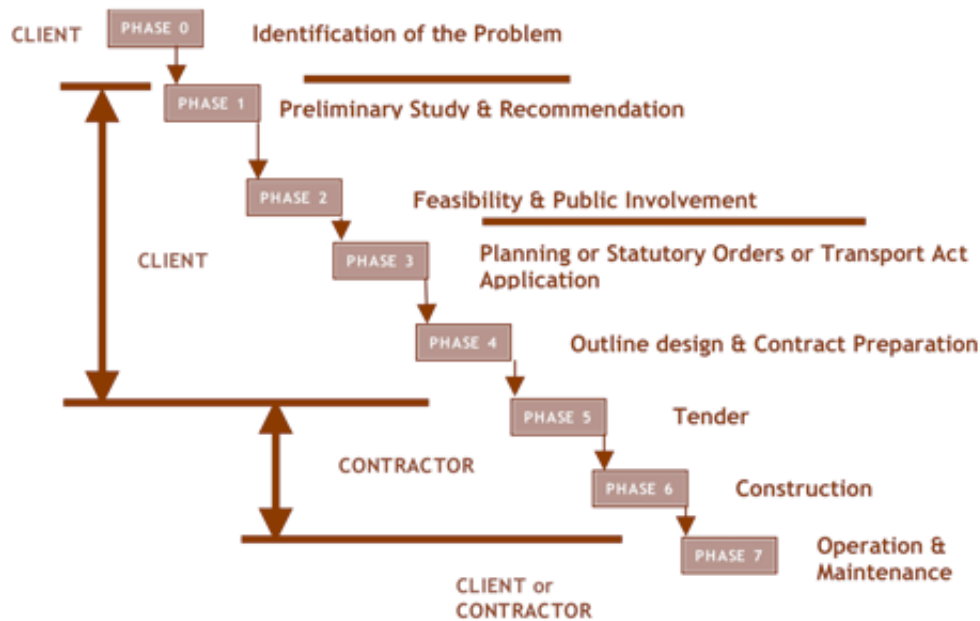 CLIENT
PHASE 0
Identification of the Problem
PHASE 1
Preliminary Study & Recommendation
PHASE 2
Feasibility & Public Involvement
CLIENT
PHASE 3
Planning or Statutory Orders or Transport Act
Application
PHASE 4
Outline design & Contract Preparation
PHASE 5
Tender
CONTRACTOR
PHASE 6
Construction
PHASE 7
Operation &
Maintenance
CLIENT or
CONTRACTOR